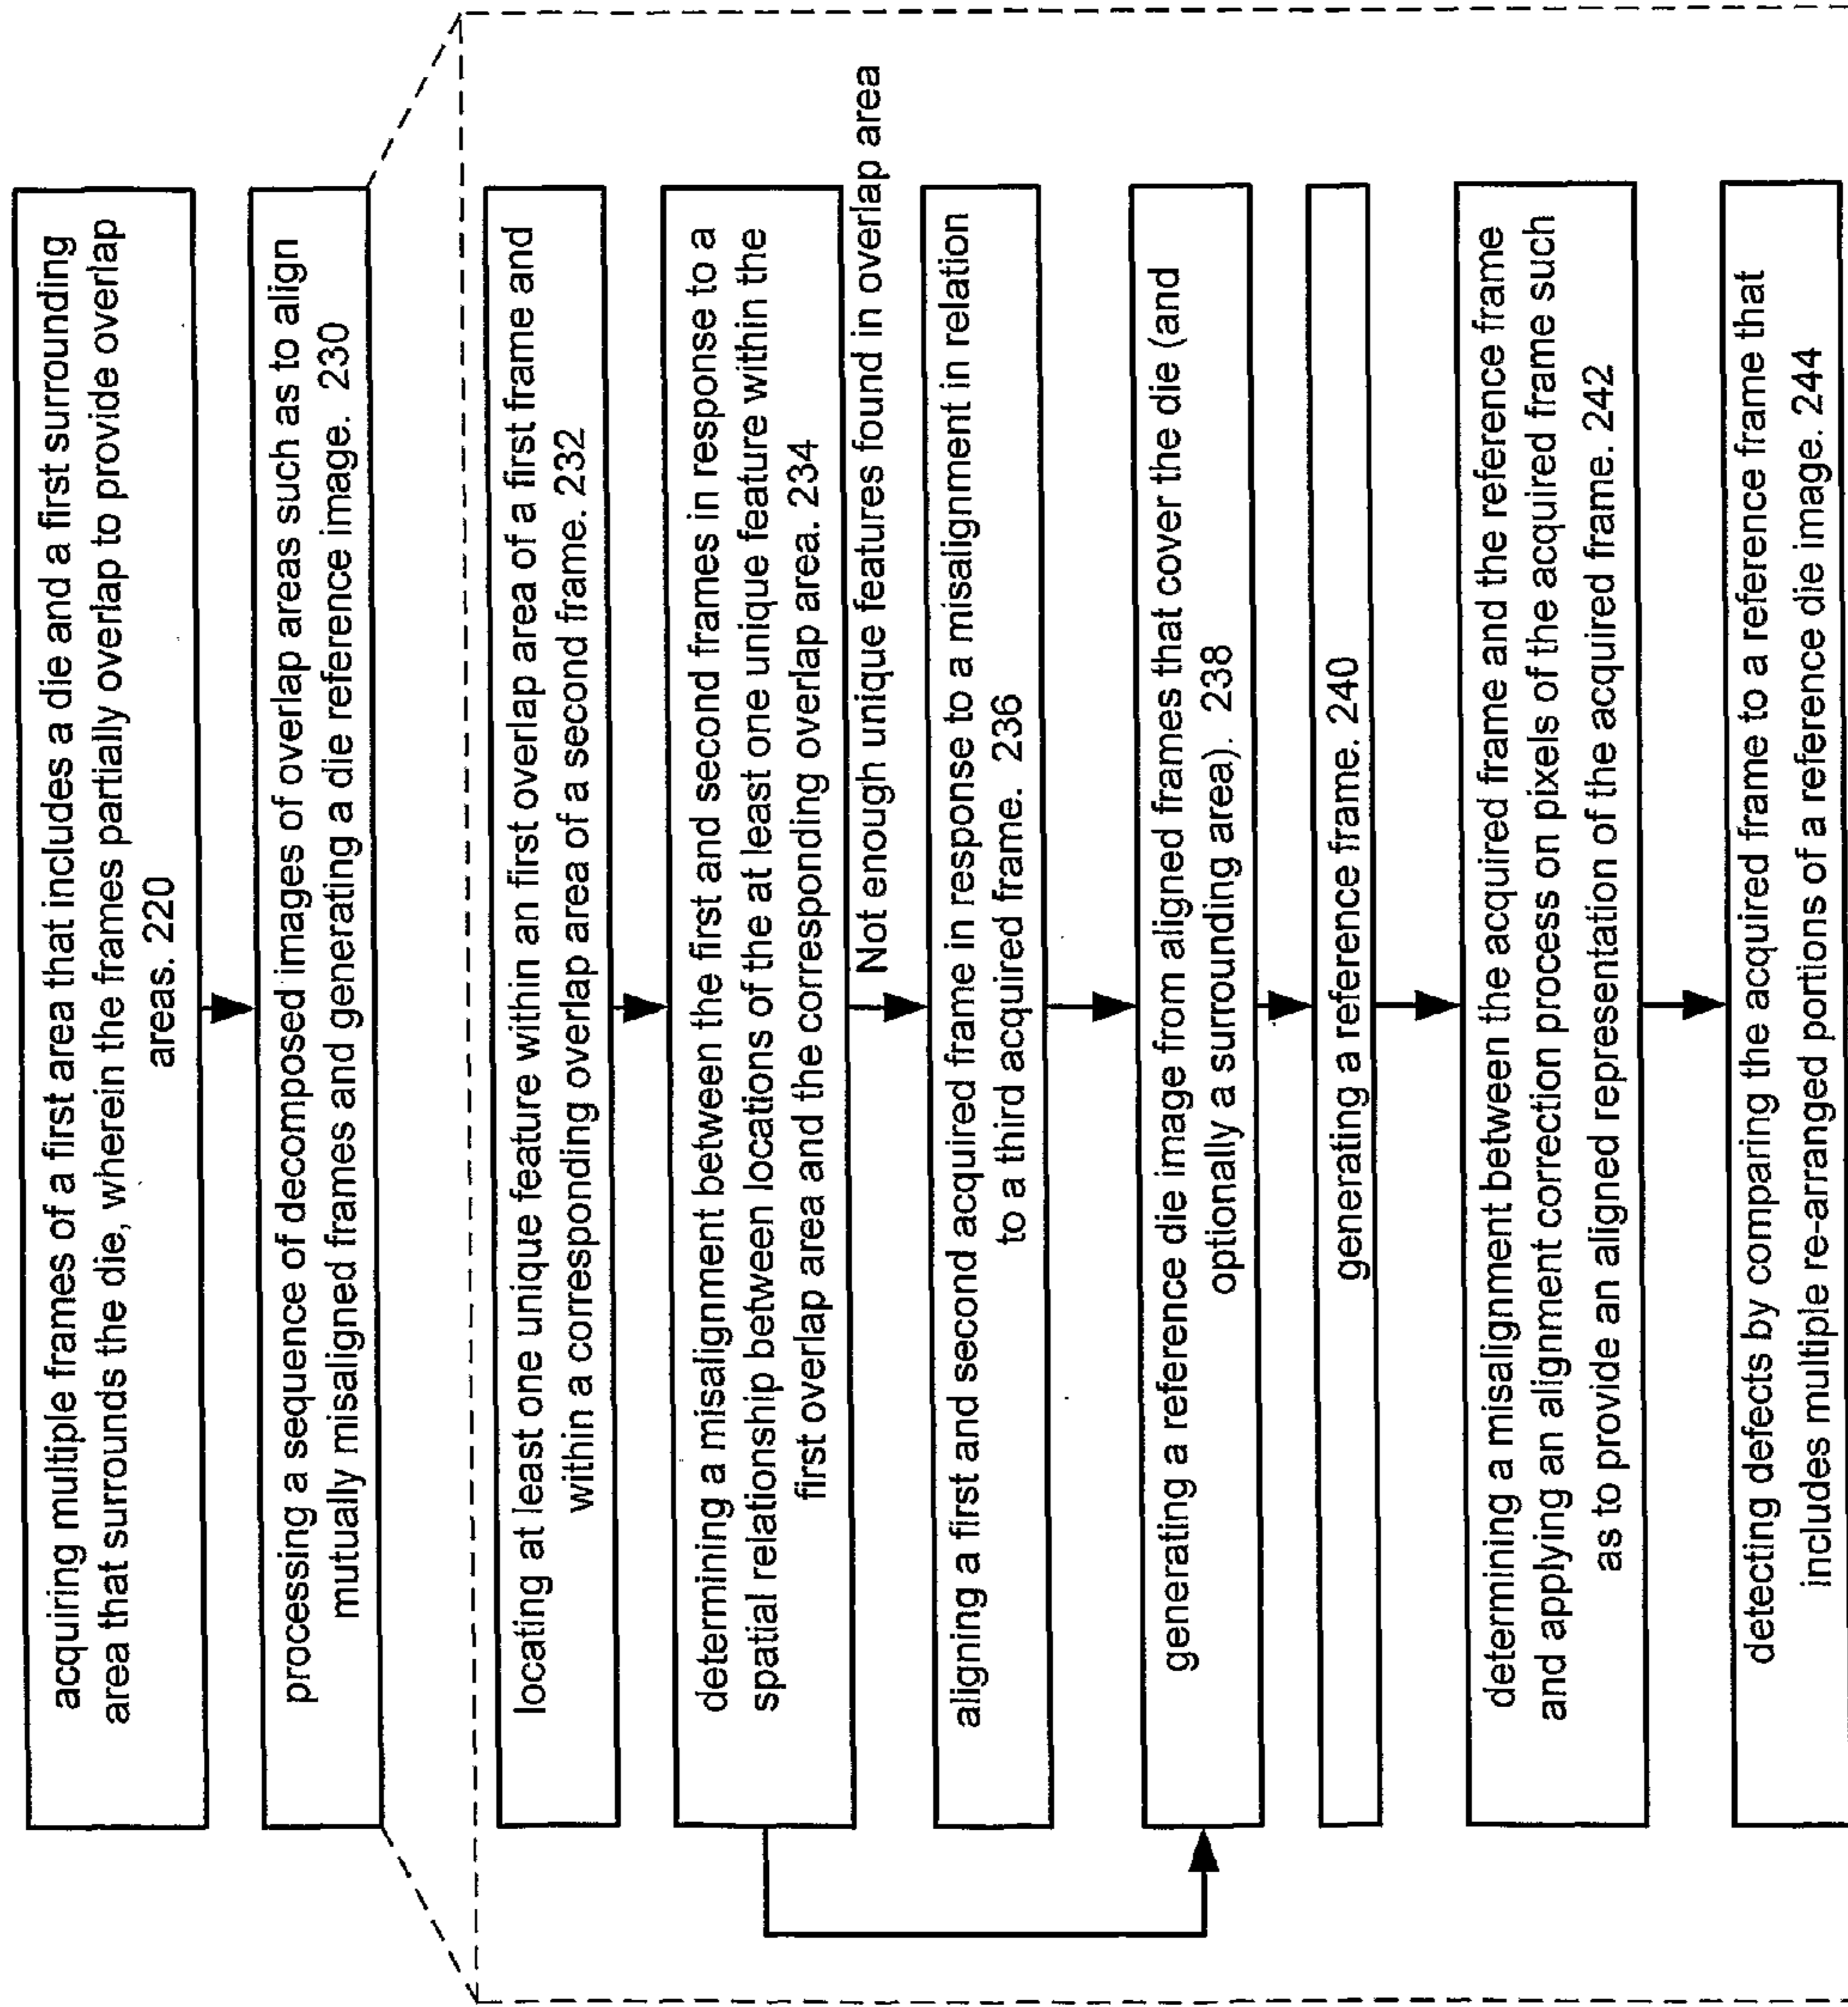 acquiring multiple frames of a first area that includes a die and a first surrounding
area that surrounds the die, wherein the frames partially overlap to provide overlap
areas. 220
processing a sequence of decomposed images of overlap areas such as to align
mutually misaligned frames and generating a die reference image. 230
locating at least one unique feature within an first overlap area of a first frame and
within a corresponding overlap area of a second frame. 232
determining a misalignment between the first and second frames in response to a
spatial relationship between locations of the at least one unique feature within the
first overlap area and the corresponding overlap area. 234
Not enough unique features found in overlap area
aligning a first and second acquired frame in response to a misalignment in relation
to a third acquired frame. 236
generating a reference die image from aligned frames that cover the die (and
optionally a surrounding area). 238
generating a reference frame. 240
determining a misalignment between the acquired frame and the reference frame
and applying an alignment correction process on pixels of the acquired frame such
as to provide an aligned representation of the acquired frame. 242
detecting defects by comparing the acquired frame to a reference frame that
includes multiple re-arranged portions of a reference die image. 244